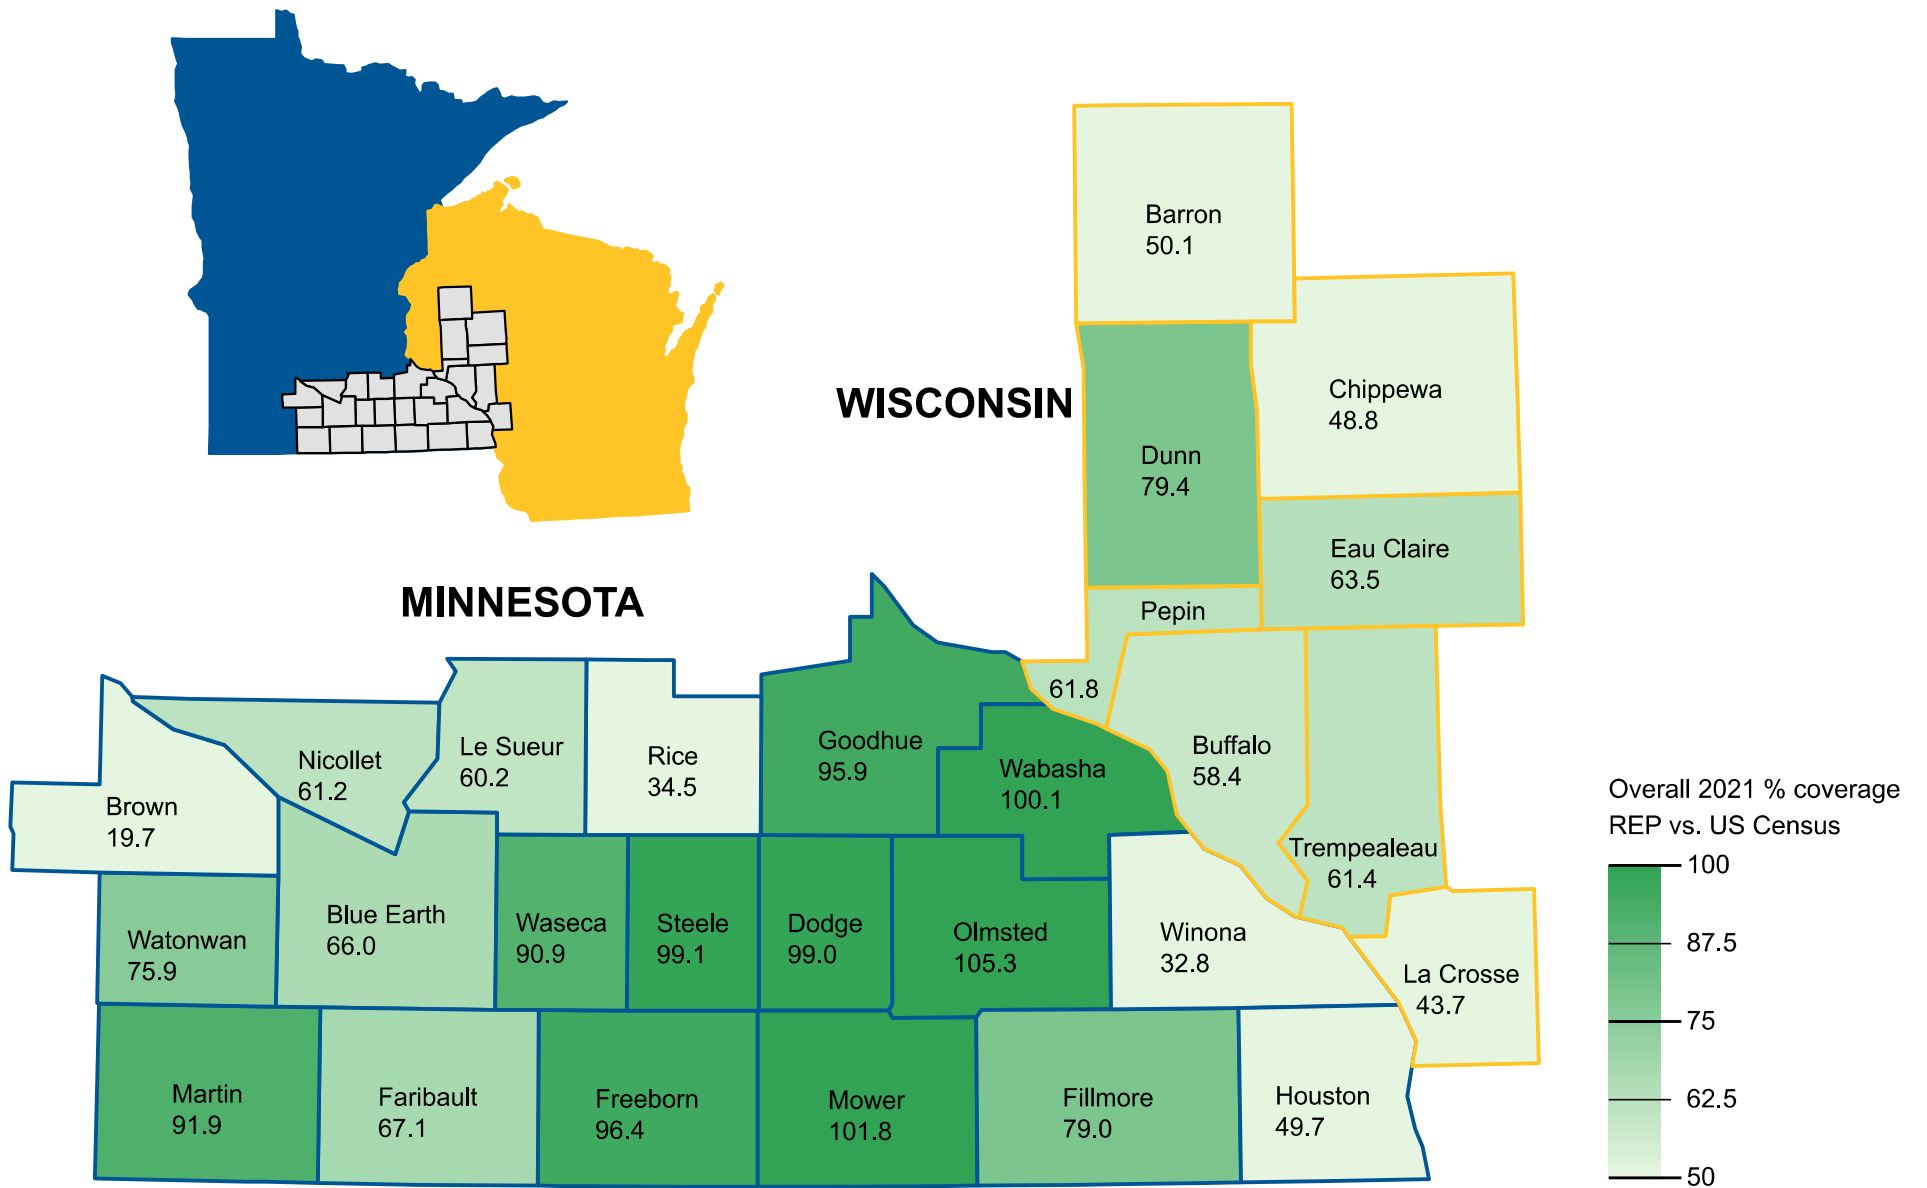 WISCONSIN
Barron
50.1
Chippewa
48.8
Dunn
79.4
Eau Claire
63.5
Pepin
61.8
Buffalo
58.4
Trempealeau
61.4
La Crosse
43.7
MINNESOTA
Brown
19.7
Nicollet
61.2
Le Sueur
60.2
Rice
34.5
Goodhue
95.9
Wabasha
100.1
Watonwan
75.9
Blue Earth
66.0
Waseca
90.9
Steele
99.1
Dodge
99.0
Olmsted
105.3
Winona
32.8
Martin
91.9
Faribault
67.1
Freeborn
96.4
Mower
101.8
Fillmore
79.0
Houston
49.7
Overall 2021 % coverage
REP vs. US Census
100
87.5
75
62.5
50